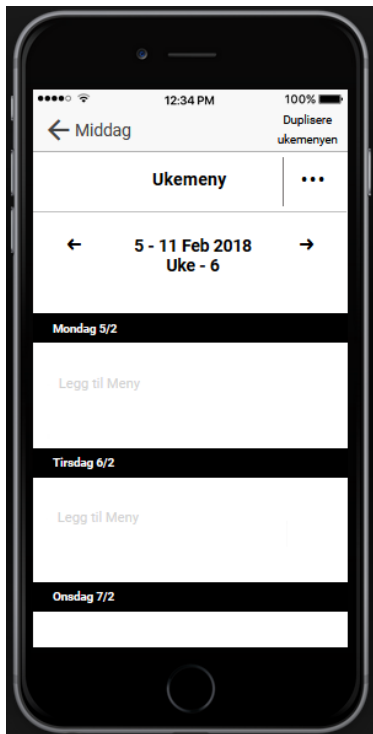 12:34 PM
100%
← Middag
Duplisere
ukemenyen
Ukemeny
•••
← 5 - 11 Feb 2018 →
Uke - 6
Mondag 5/2
Legg til Meny
Tirsdag 6/2
Legg til Meny
Onsdag 7/2